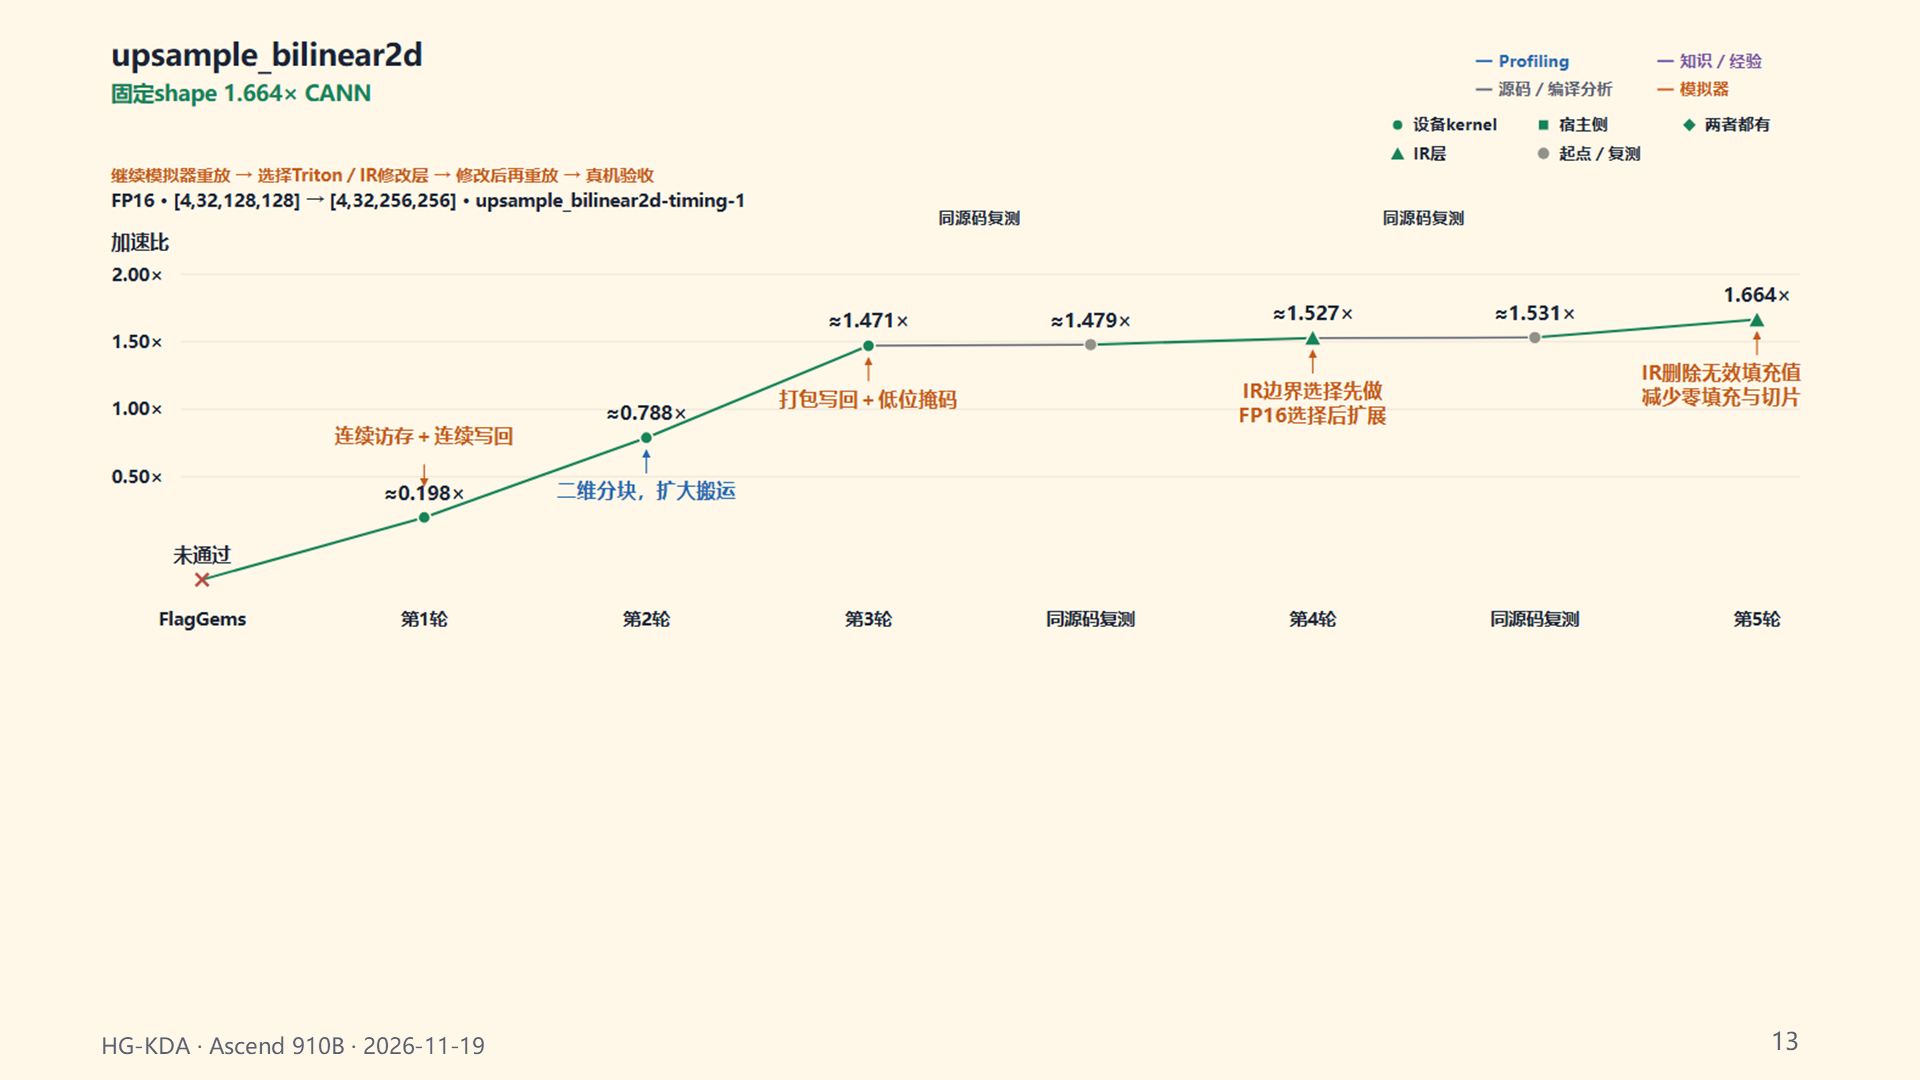 upsample_bilinear2d
固定shape 1.664× CANN
Profiling
知识 / 经验
源码 / 编译分析
模拟器
设备kernel
宿主侧
两者都有
IR层
起点 / 复测
继续模拟器重放 → 选择Triton / IR修改层 → 修改后再重放 → 真机验收
FP16 • [4,32,128,128] → [4,32,256,256] • upsample_bilinear2d-timing-1
同源码复测
同源码复测
加速比
2.00×
1.50×
1.00×
0.50×
未通过
≈0.198×
≈0.788×
≈1.471×
≈1.479×
≈1.527×
≈1.531×
1.664×
连续访存 + 连续写回
二维分块，扩大搬运
打包写回 + 低位掩码
IR边界选择先做
FP16选择后扩展
IR删除无效填充值
减少零填充与切片
FlagGems
第1轮
第2轮
第3轮
同源码复测
第4轮
同源码复测
第5轮
HG-KDA · Ascend 910B · 2026-11-19
13